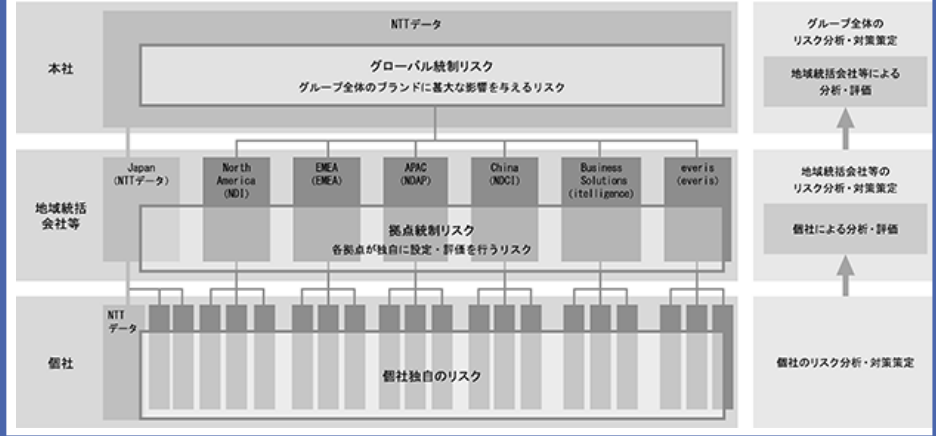 本社
NTTデータ
グローバル統制リスク
グループ全体のブランドに甚大な影響を与えるリスク
グループ全体の
リスク分析・対策策定
地域統括会社等による
分析・評価
地域統括
会社等
Japan
(NTTデータ)
North
America
(NDI)
EMEA
(EMEA)
APAC
(NDAP)
China
(NDCI)
Business
Solutions
(itelligence)
everis
(everis)
拠点統制リスク
各拠点が独自に設定・評価を行うリスク
地域統括会社等の
リスク分析・対策策定
個社による分析・評価
個社
NTT
データ
個社独自のリスク
個社のリスク分析・対策策定